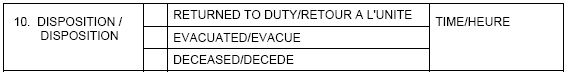 10. DISPOSITION /
DISPOSITION
RETURNED TO DUTY/RETOUR A L'UNITE
EVACUATED/EVACUE
DECEASED/DECEDE
TIME/HEURE